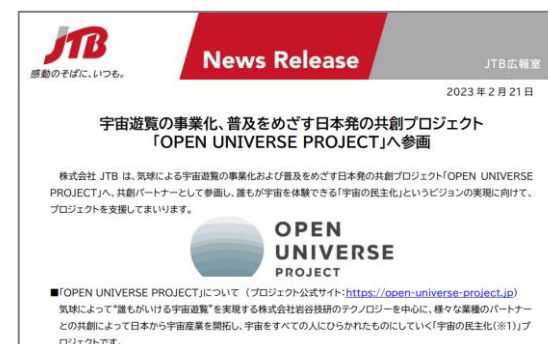 JTB
感動のそばに、いつも。
News Release
JTB広報室
2023年2月21日
宇宙遊覧の事業化、普及をめざす日本発の共創プロジェクト
「OPEN UNIVERSE PROJECT」へ参画
株式会社 JTB は、気球による宇宙遊覧の事業化および普及をめざす日本発の共創プロジェクト「OPEN UNIVERSE
PROJECT」へ、共創パートナーとして参画し、誰もが宇宙を体験できる「宇宙の民主化」というビジョンの実現に向けて、
プロジェクトを支援してまいります。
OPEN
UNIVERSE
PROJECT
■「OPEN UNIVERSE PROJECT」について （プロジェクト公式サイト:https://open-universe-project.jp）
気球によって“誰もがいける宇宙遊覧”を実現する株式会社岩谷技研のテクノロジーを中心に、様々な業種のパートナー
との共創によって日本から宇宙産業を開拓し、宇宙をすべての人にひらかれたものにしていく「宇宙の民主化(※1)」プ
ロジェクトです。